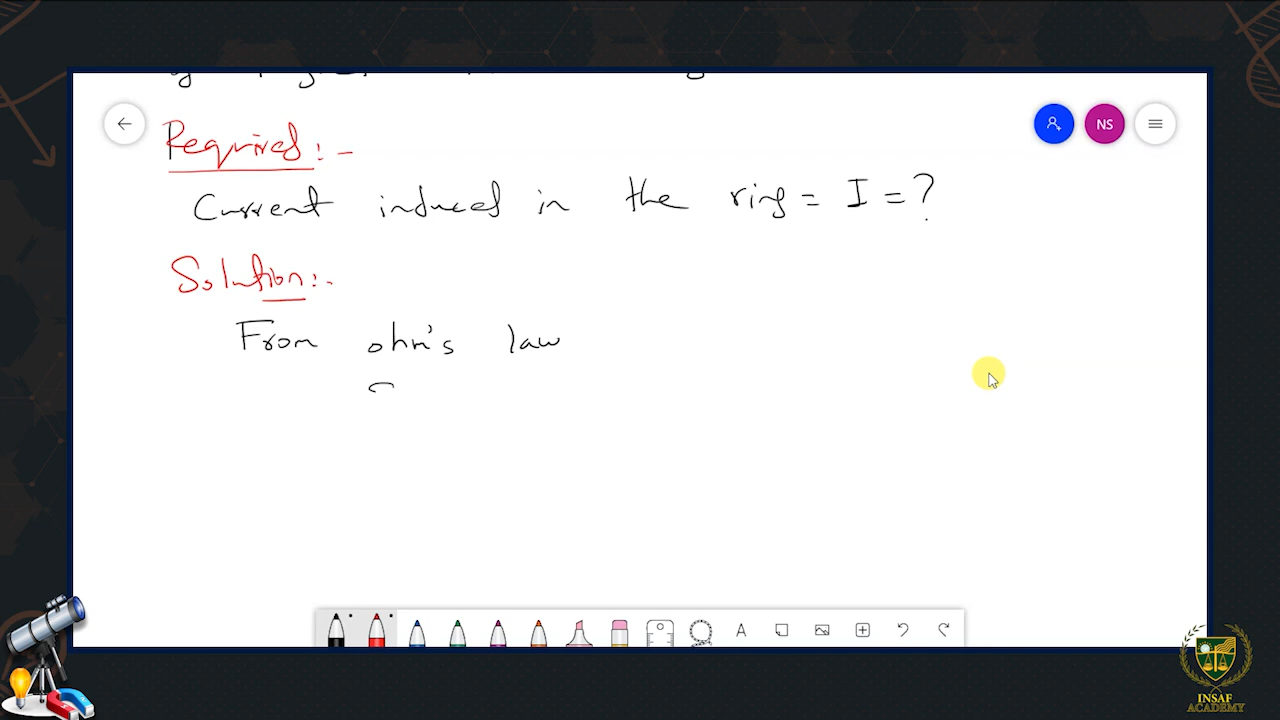 NS
Required:-
Current induced in the ring = I = ?
Solution:-
From ohm's law
A
INSAF
ACADEMY